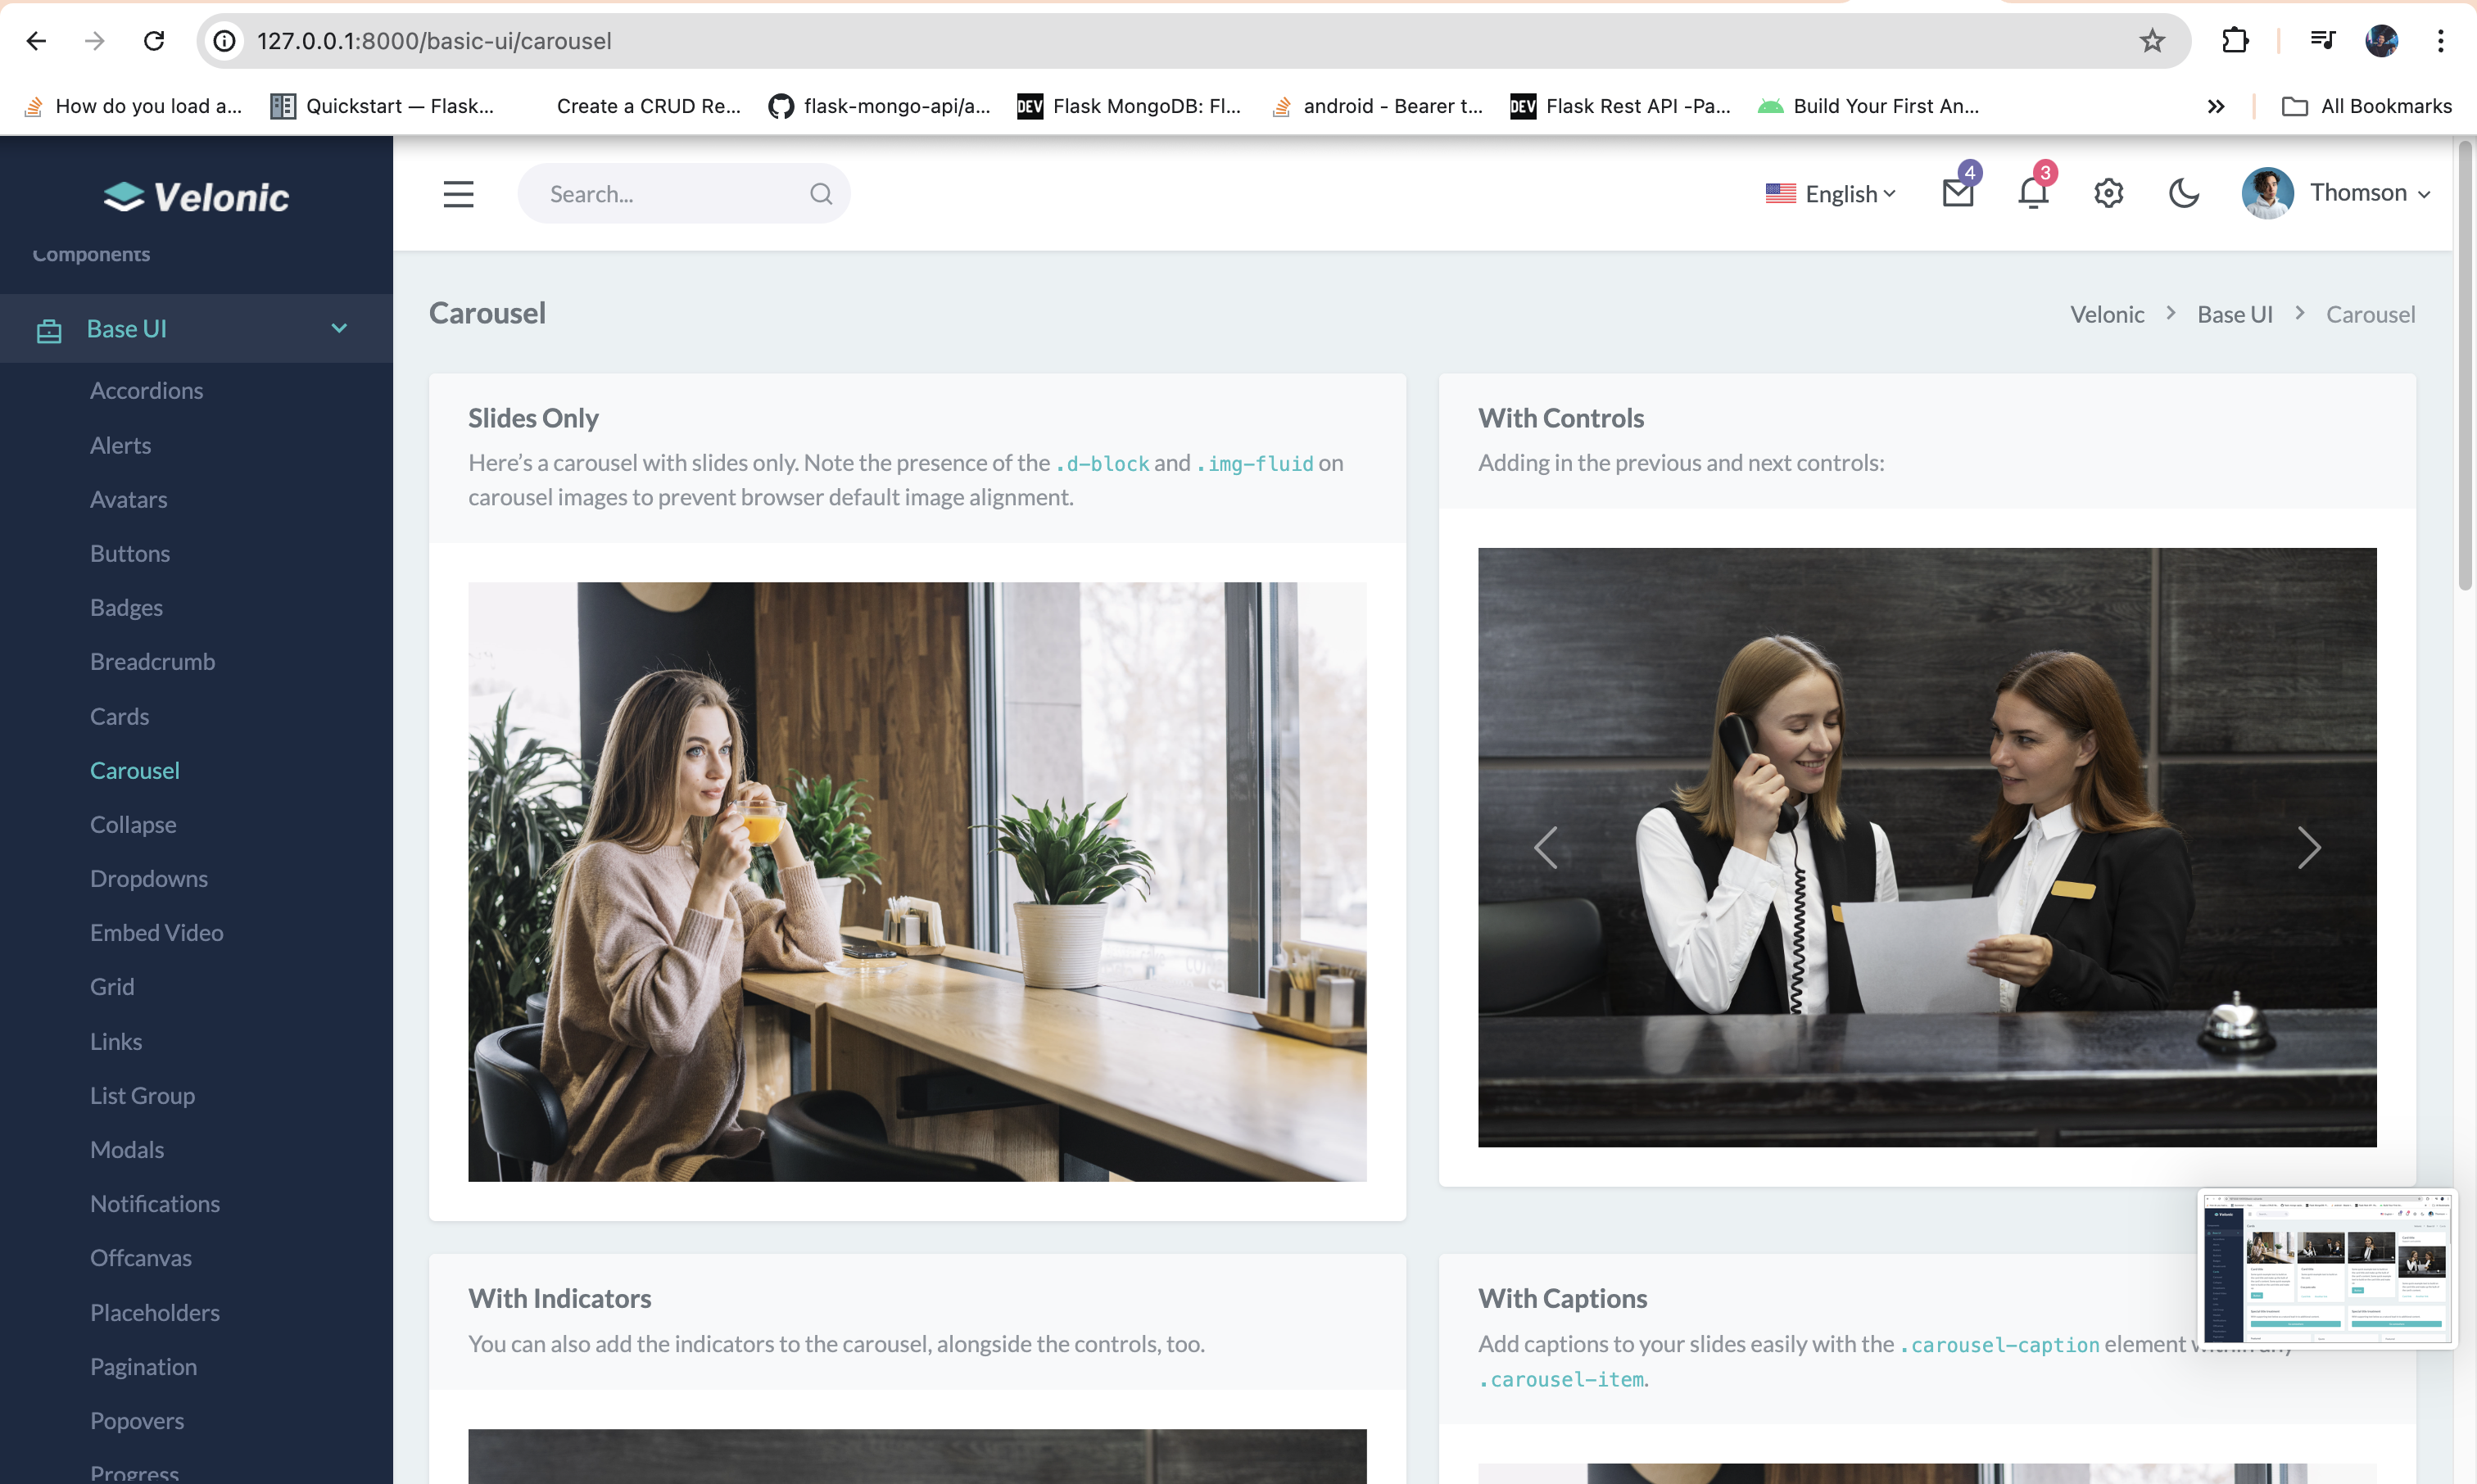 127.0.0.1:8000/basic-ui/carousel
How do you load a...
Quickstart — Flask...
Create a CRUD Re...
flask-mongo-api/a...
DEV Flask MongoDB: Fl...
android - Bearer t...
DEV Flask Rest API -Pa...
Build Your First An...
All Bookmarks
Velonic
Search...
English
4
3
Thomson
Components
Base UI
Accordions
Alerts
Avatars
Buttons
Badges
Breadcrumb
Cards
Carousel
Collapse
Dropdowns
Embed Video
Grid
Links
List Group
Modals
Notifications
Offcanvas
Placeholders
Pagination
Popovers
Progress
Carousel
Velonic > Base UI > Carousel
Slides Only
Here’s a carousel with slides only. Note the presence of the .d-block and .img-fluid on
carousel images to prevent browser default image alignment.
With Controls
Adding in the previous and next controls:
With Indicators
You can also add the indicators to the carousel, alongside the controls, too.
With Captions
Add captions to your slides easily with the .carousel-caption element within any
.carousel-item.